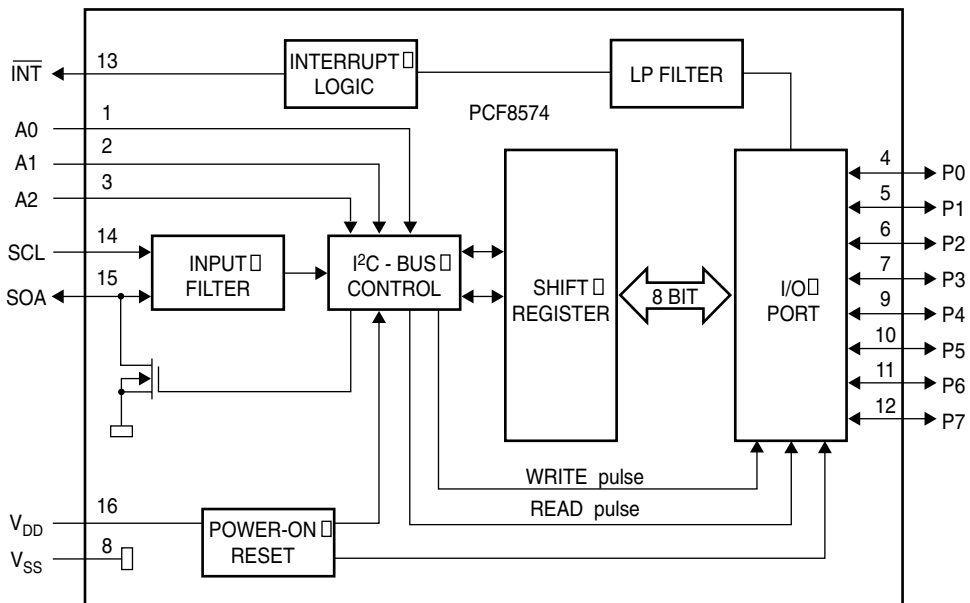 INT
13
INTERRUPT
LOGIC
LP FILTER
PCF8574
A0
1
A1
2
A2
3
SCL
14
SOA
15
INPUT
FILTER
I²C - BUS
CONTROL
SHIFT
REGISTER
8 BIT
I/O
PORT
4
P0
5
P1
6
P2
7
P3
9
P4
10
P5
11
P6
12
P7
WRITE pulse
READ pulse
VDD
16
VSS
8
POWER-ON
RESET